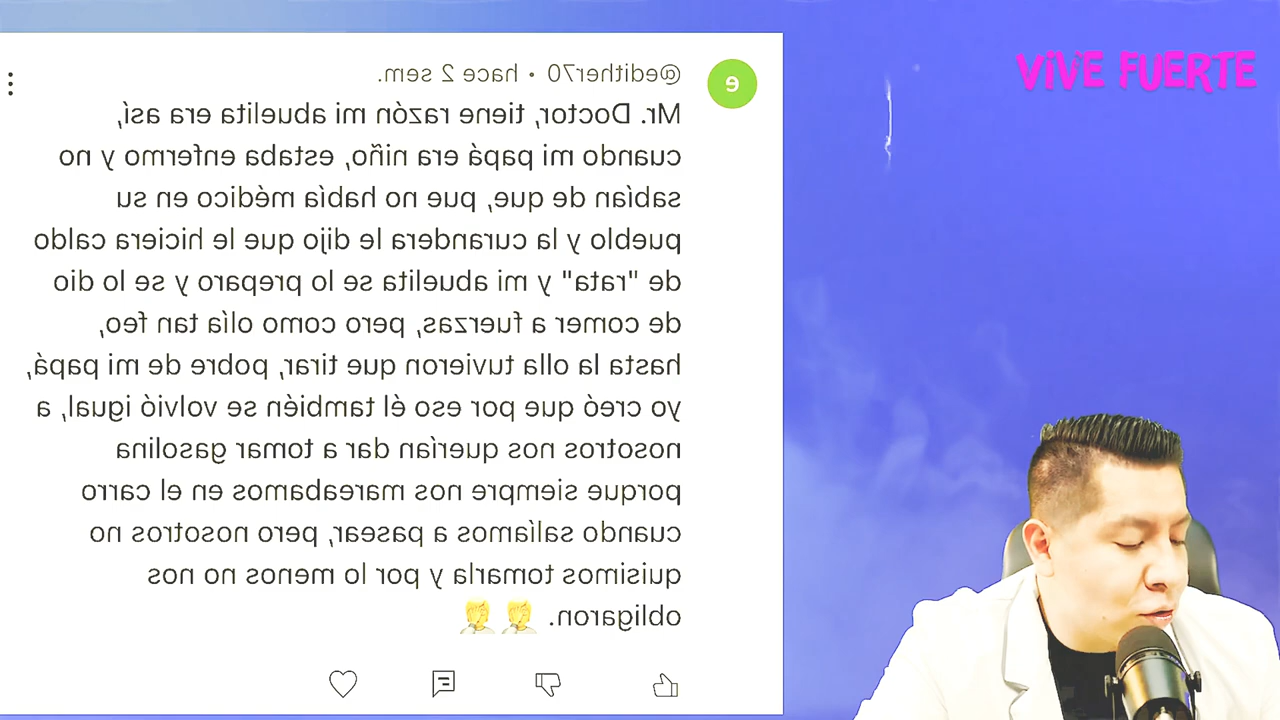 @edither70 • hace 2 sem.
Mr. Doctor, tiene razón mi abuelita era así,
cuando mi papá era niño, estaba enfermo y no
sabían de que, pue no había médico en su
pueblo y la curandera le dijo que le hiciera caldo
de "rata" y mi abuelita se lo preparo y se lo dio
de comer a fuerzas, pero como olía tan feo,
hasta la olla tuvieron que tirar, pobre de mi papá,
yo creó que por eso él también se volvió igual, a
nosotros nos querían dar a tomar gasolina
porque siempre nos mareabamos en el carro
cuando salíamos a pasear, pero nosotros no
quisimos tomarla y por lo menos no nos
obligaron. 🤦🤦
e
VIVE FUERTE